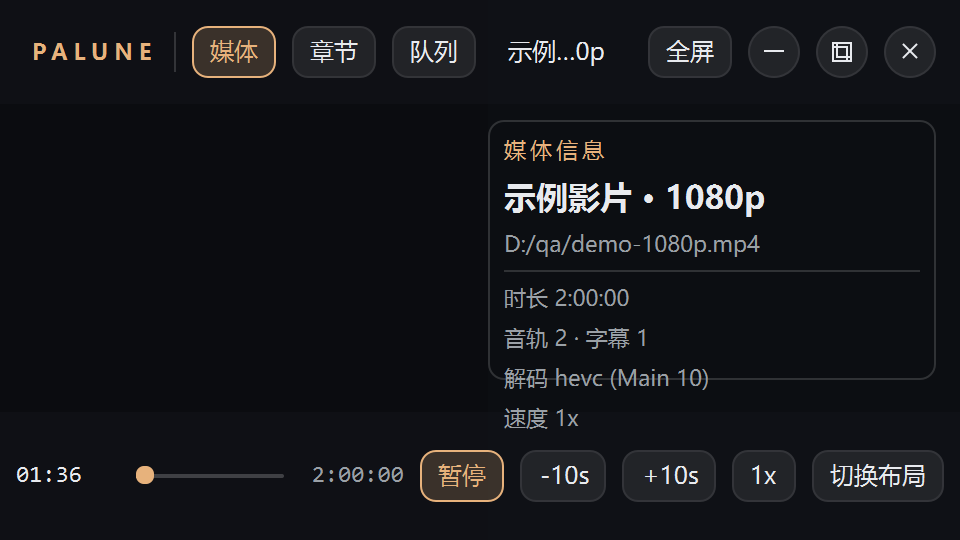 PALUNE 媒体 章节 队列 示例...0p 全屏
媒体信息
示例影片 • 1080p
D:/qa/demo-1080p.mp4
时长 2:00:00
音轨 2 · 字幕 1
解码 hevc (Main 10)
速度 1x
01:36 2:00:00 暂停 -10s +10s 1x 切换布局